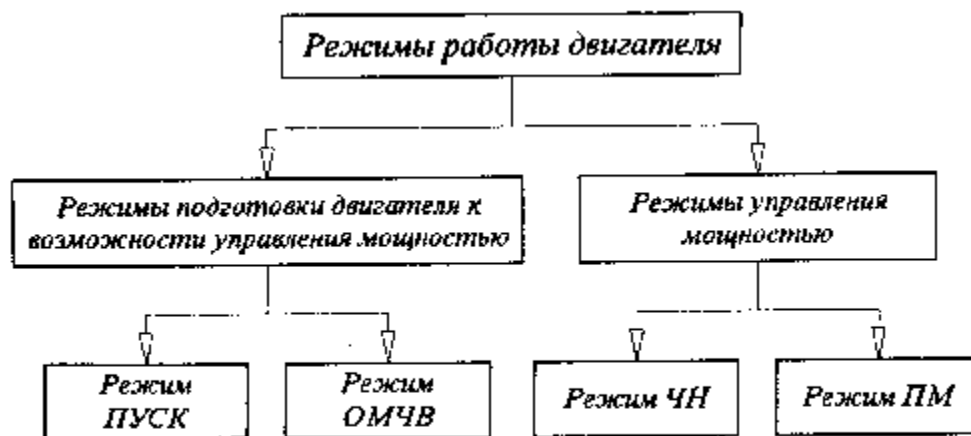 Режимы работы двигателя
Режимы подготовки двигателя к
возможности управления мощностью
Режимы управления
мощностью
Режим
ПУСК
Режим
ОМЧВ
Режим ЧН
Режим ПМ